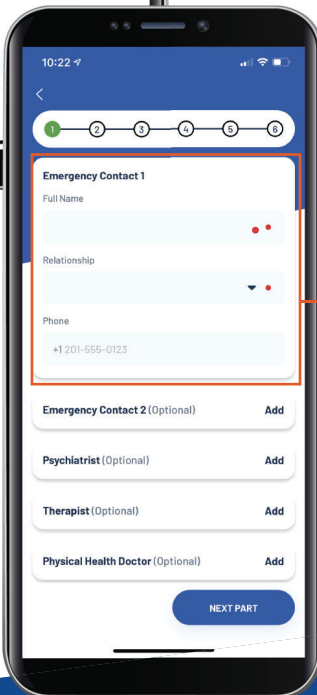 10:22
1 2 3 4 5 6
Emergency Contact 1
Full Name
Relationship
Phone
+1 201-555-0123
Emergency Contact 2 (Optional) Add
Psychiatrist (Optional) Add
Therapist (Optional) Add
Physical Health Doctor (Optional) Add
NEXT PART